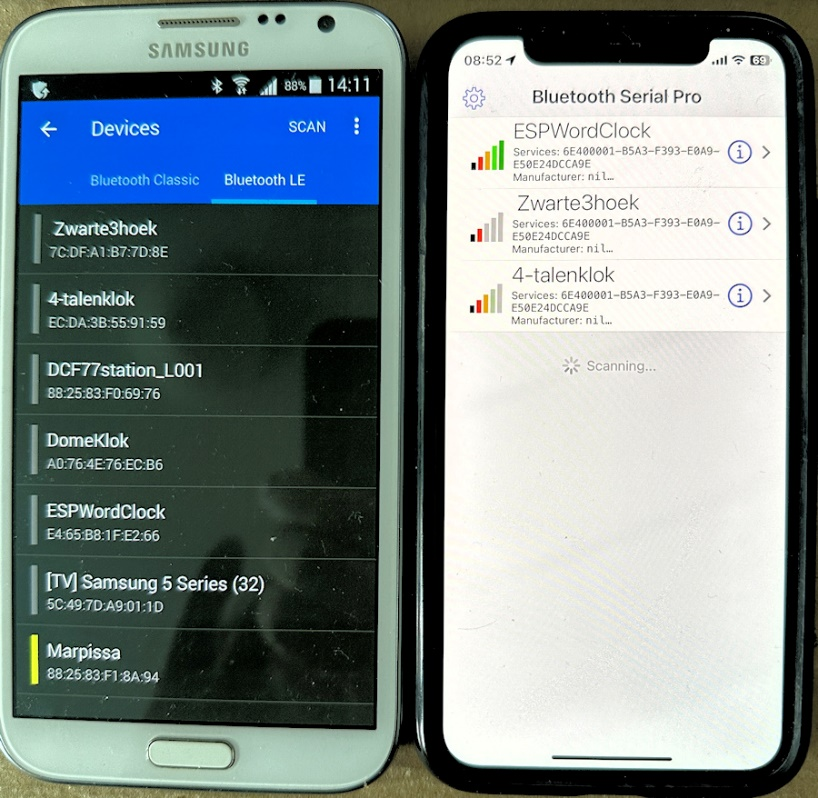 SAMSUNG
88% 14:11
Devices SCAN
Bluetooth Classic Bluetooth LE
Zwarte3hoek
7C:DF:A1:B7:7D:8E
4-talenklok
EC:DA:3B:55:91:59
DCF77station_L001
88:25:83:F0:69:76
DomeKlok
A0:76:4E:76:EC:B6
ESPWordClock
E4:65:B8:1F:E2:66
[TV] Samsung 5 Series (32)
5C:49:7D:A9:01:1D
Marpissa
88:25:83:F1:8A:94
08:52 69
Bluetooth Serial Pro
ESPWordClock
Services: 6E400001-B5A3-F393-E0A9-
E50E24DCCA9E
Manufacturer: nil…
Zwarte3hoek
Services: 6E400001-B5A3-F393-E0A9-
E50E24DCCA9E
Manufacturer: nil…
4-talenklok
Services: 6E400001-B5A3-F393-E0A9-
E50E24DCCA9E
Manufacturer: nil…
Scanning...